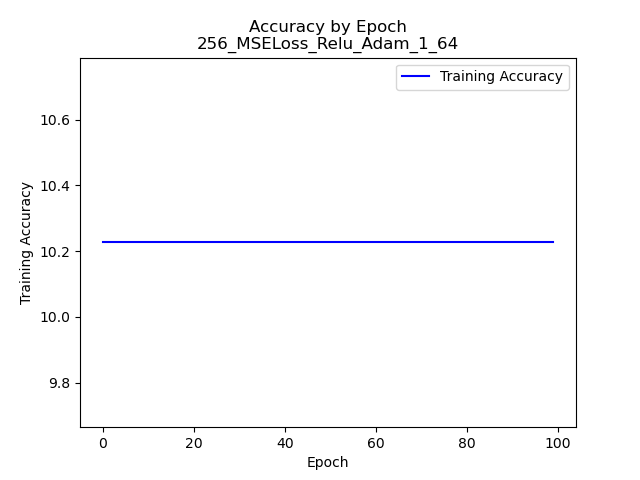 Accuracy by Epoch
256_MSELoss_Relu_Adam_1_64
Training Accuracy
10.6
10.4
10.2
10.0
9.8
Training Accuracy
0 20 40 60 80 100
Epoch